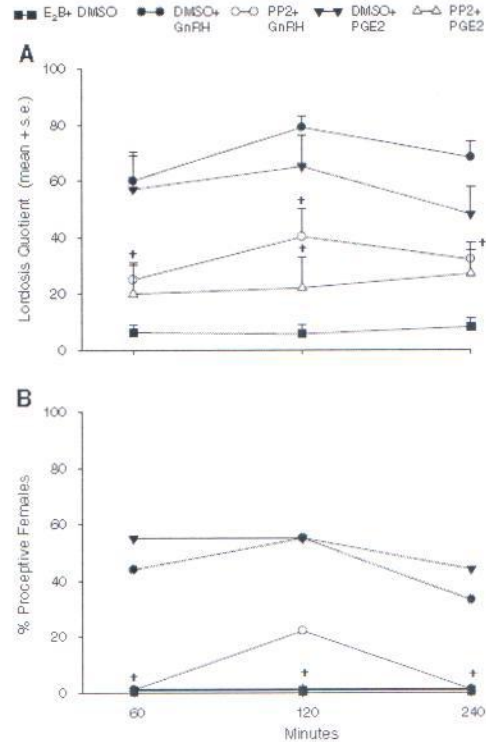 E₂B+ DMSO DMSO+ GnRH PP2+ GnRH DMSO+ PGE2 PP2+ PGE2
A
Lordosis Quotient (mean + s.e.)
100
80
60
40
20
0
† † † †
B
% Proceptive Females
100
80
60
40
20
0
† † †
60 120 240
Minutes